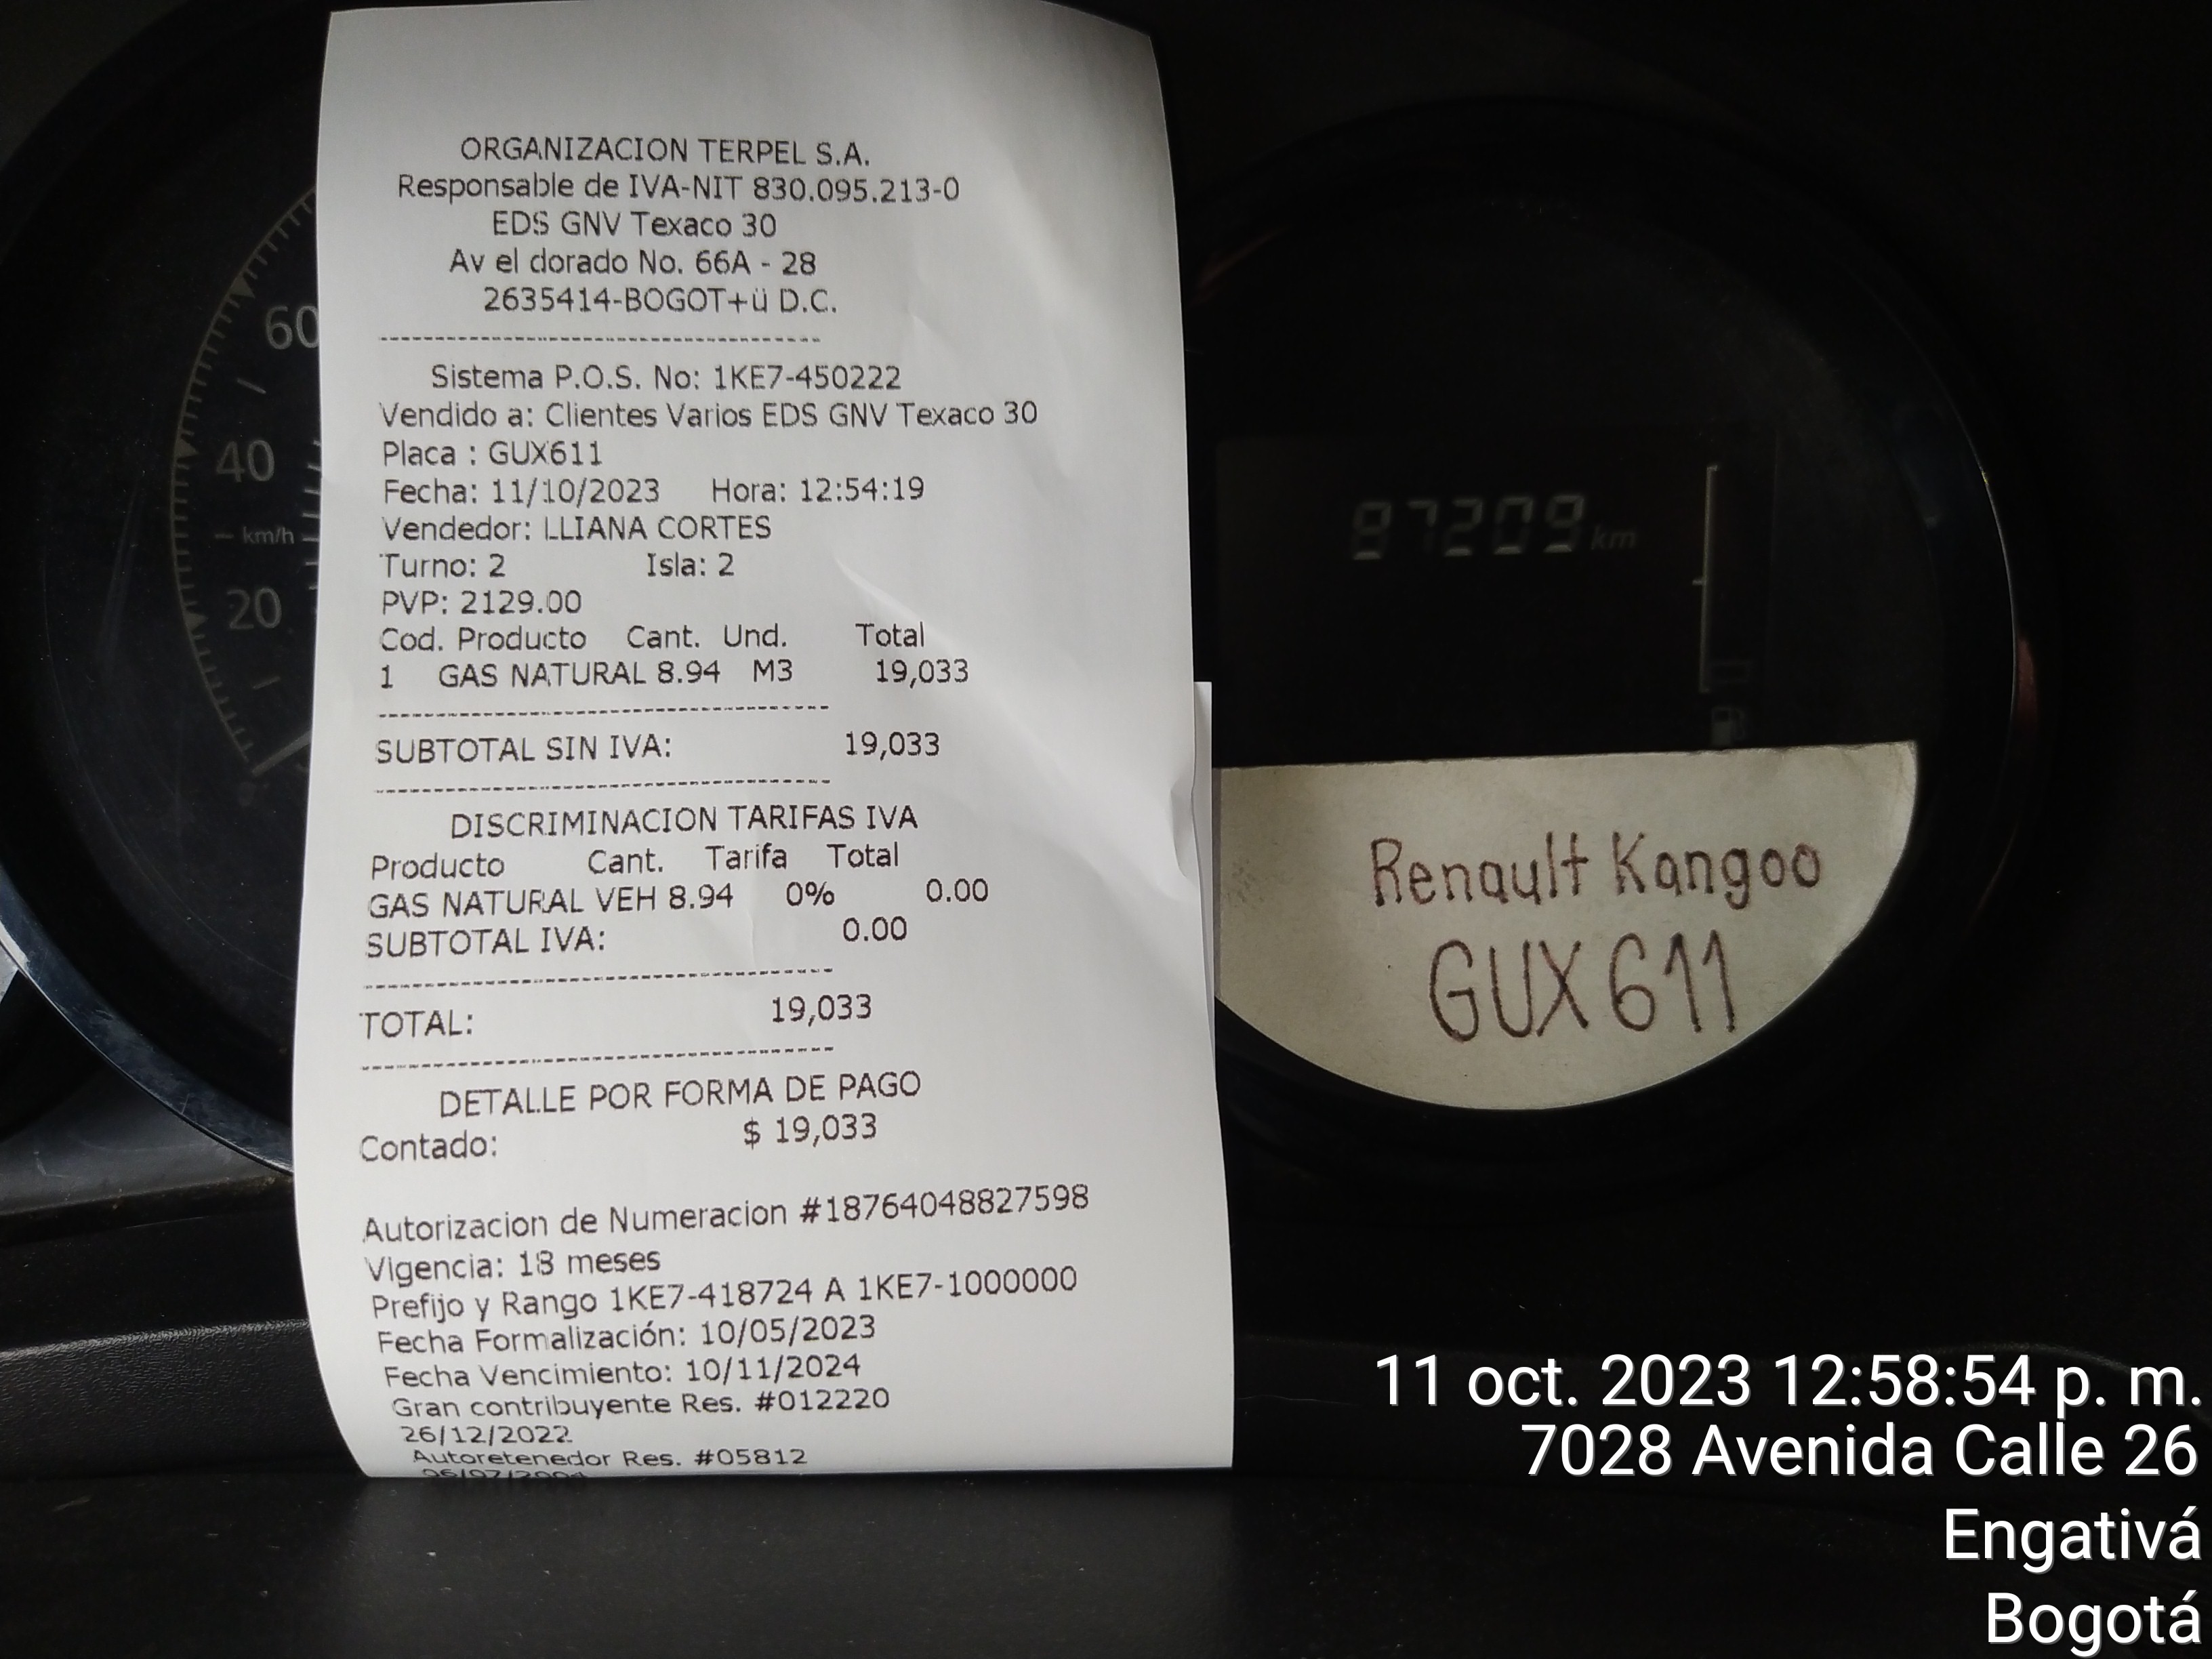 ORGANIZACION TERPEL S.A.
Responsable de IVA-NIT 830.095.213-0
EDS GNV Texaco 30
Av el dorado No. 66A - 28
2635414-BOGOT+ü D.C.
Sistema P.O.S. No: 1KE7-450222
Vendido a: Clientes Varios EDS GNV Texaco 30
Placa : GUX611
Fecha: 11/10/2023 Hora: 12:54:19
Vendedor: LLIANA CORTES
Turno: 2 Isla: 2
PVP: 2129.00
Cod. Producto Cant. Und. Total
1 GAS NATURAL 8.94 M3 19,033
SUBTOTAL SIN IVA: 19,033
DISCRIMINACION TARIFAS IVA
Producto Cant. Tarifa Total
GAS NATURAL VEH 8.94 0% 0.00
SUBTOTAL IVA: 0.00
TOTAL: 19,033
DETALLE POR FORMA DE PAGO
Contado: $ 19,033
Autorizacion de Numeracion #18764048827598
Vigencia: 18 meses
Prefijo y Rango 1KE7-418724 A 1KE7-1000000
Fecha Formalización: 10/05/2023
Fecha Vencimiento: 10/11/2024
Gran contribuyente Res. #012220
26/12/2022
Autoretenedor Res. #05812
60
40
km/h
20
87209 km
Renault Kangoo
GUX611
11 oct. 2023 12:58:54 p. m.
7028 Avenida Calle 26
Engativá
Bogotá